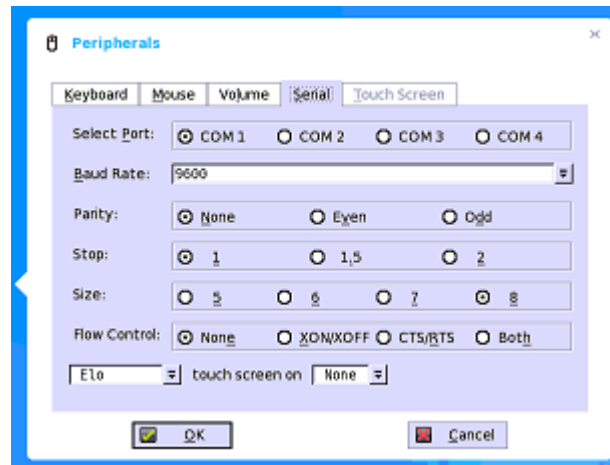 Peripherals
Keyboard Mouse Volume Serial Touch Screen
Select Port: COM 1 COM 2 COM 3 COM 4
Baud Rate: 9600
Parity: None Even Odd
Stop: 1 1,5 2
Size: 5 6 7 8
Flow Control: None XON/XOFF CTS/RTS Both
Elo touch screen on None
OK Cancel